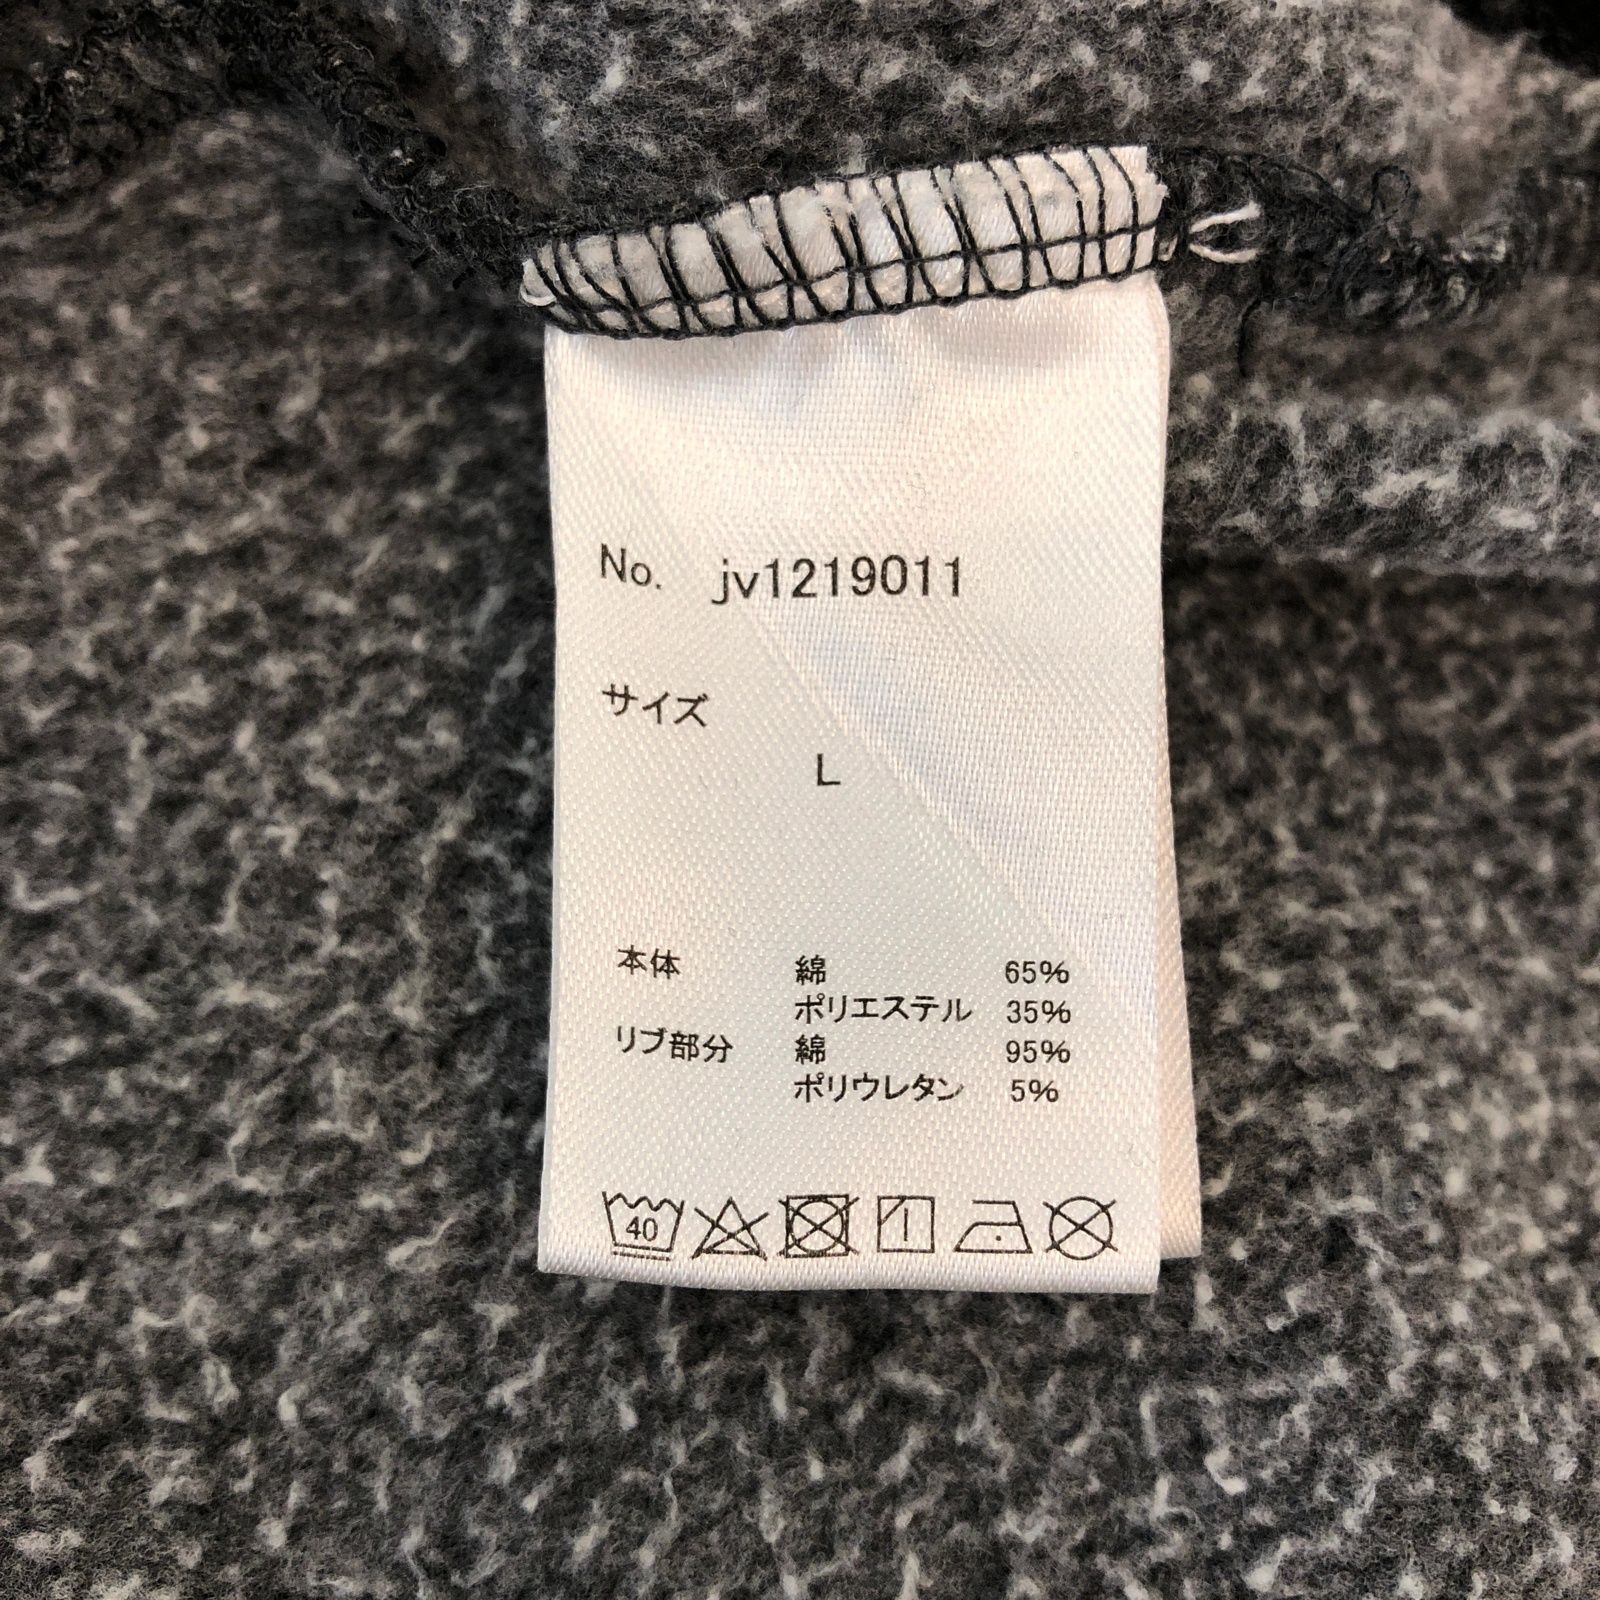 No. jv1219011
サイズ
L
本体 綿 65%
ポリエステル 35%
リブ部分 綿 95%
ポリウレタン 5%
40